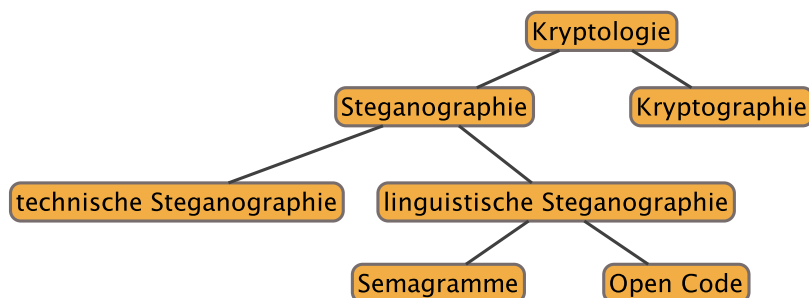 Kryptologie
Steganographie
Kryptographie
technische Steganographie
linguistische Steganographie
Semagramme
Open Code